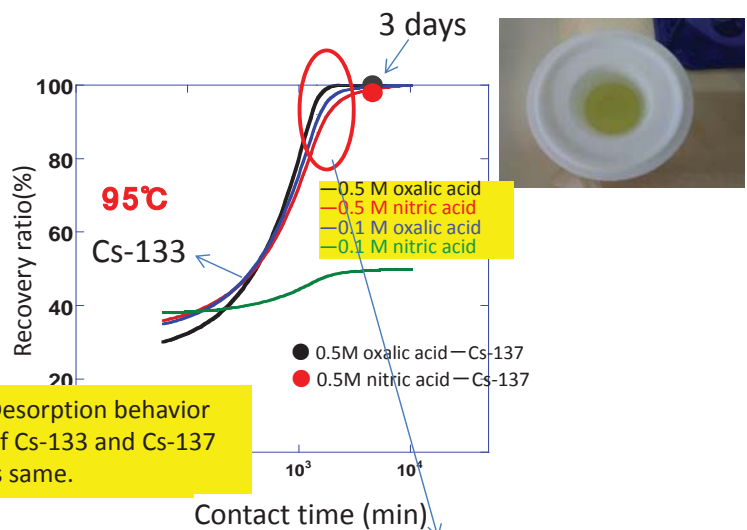 3 days
100
80
60
40
20
Recovery ratio(%)
95℃
Cs-133
—0.5 M oxalic acid
—0.5 M nitric acid
—0.1 M oxalic acid
—0.1 M nitric acid
0.5M oxalic acid—Cs-137
0.5M nitric acid—Cs-137
esorption behavior
f Cs-133 and Cs-137
s same.
10³
10⁴
Contact time (min)